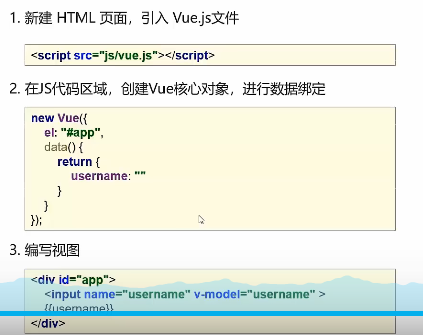 1. 新建 HTML 页面，引入 Vue.js文件
<script src="js/vue.js"></script>
2. 在JS代码区域，创建Vue核心对象，进行数据绑定
new Vue({
el: "#app",
data() {
return {
username: ""
}
}
});
3. 编写视图
<div id="app">
<input name="username" v-model="username" >
{{username}}
</div>